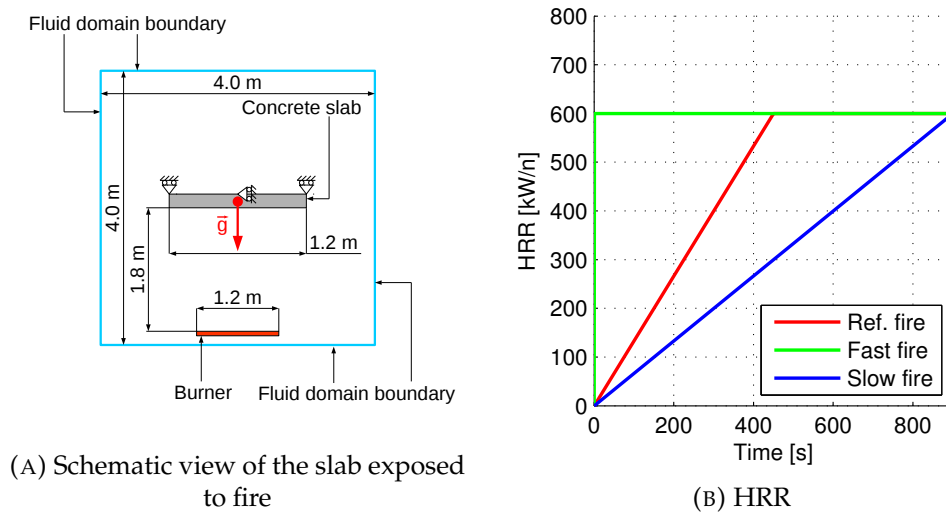 Fluid domain boundary
4.0 m
Concrete slab
4.0 m
g
1.8 m
1.2 m
1.2 m
Burner
Fluid domain boundary
(A) Schematic view of the slab exposed
to fire
800
700
600
500
400
300
200
100
0
HRR [kW/n]
Ref. fire
Fast fire
Slow fire
0
200
400
600
800
Time [s]
(B) HRR